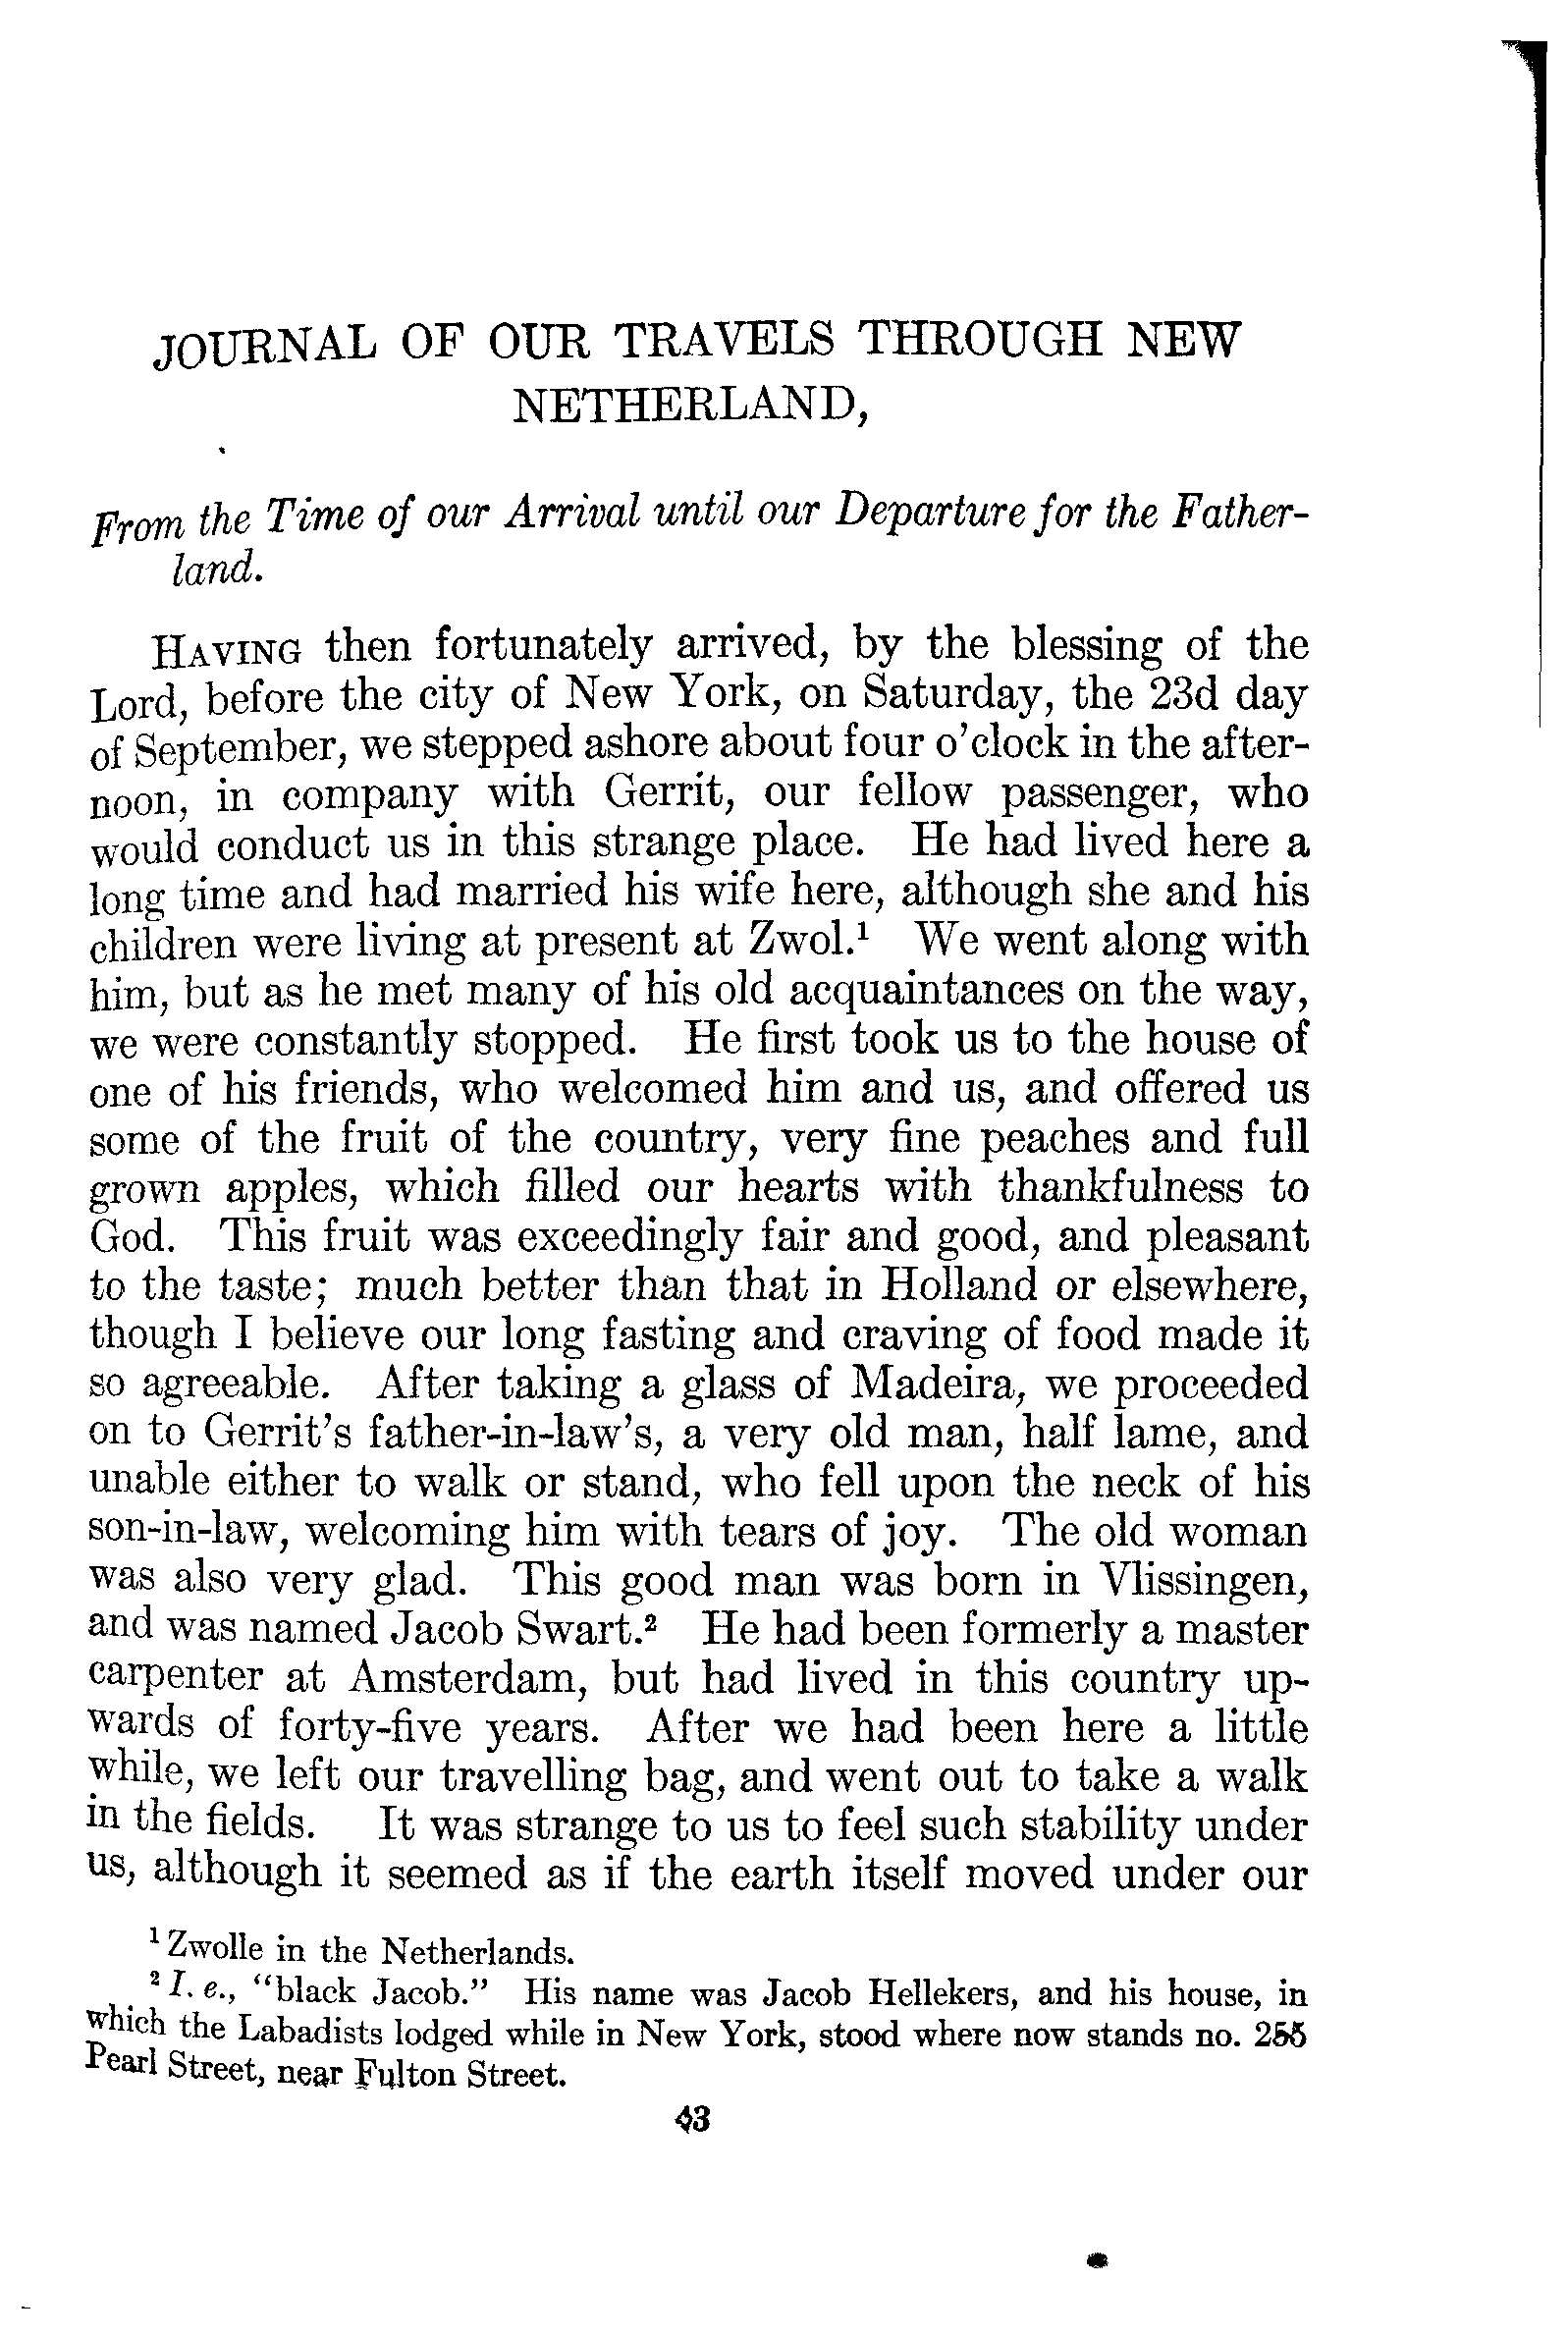 JOURNAL OF OUR TRAVELS THROUGH NEW
NETHERLAND,
From the Time of our Arrival until our Departure for the Father-
land.
HAVING then fortunately arrived, by the blessing of the
Lord, before the city of New York, on Saturday, the 23d day
of September, we stepped ashore about four o'clock in the after-
noon, in company with Gerrit, our fellow passenger, who
would conduct us in this strange place. He had lived here a
long time and had married his wife here, although she and his
children were living at present at Zwol.¹ We went along with
him, but as he met many of his old acquaintances on the way,
we were constantly stopped. He first took us to the house of
one of his friends, who welcomed him and us, and offered us
some of the fruit of the country, very fine peaches and full
grown apples, which filled our hearts with thankfulness to
God. This fruit was exceedingly fair and good, and pleasant
to the taste; much better than that in Holland or elsewhere,
though I believe our long fasting and craving of food made it
so agreeable. After taking a glass of Madeira, we proceeded
on to Gerrit's father-in-law's, a very old man, half lame, and
unable either to walk or stand, who fell upon the neck of his
son-in-law, welcoming him with tears of joy. The old woman
was also very glad. This good man was born in Vlissingen,
and was named Jacob Swart.² He had been formerly a master
carpenter at Amsterdam, but had lived in this country up-
wards of forty-five years. After we had been here a little
while, we left our travelling bag, and went out to take a walk
in the fields. It was strange to us to feel such stability under
us, although it seemed as if the earth itself moved under our
¹ Zwolle in the Netherlands.
² I. e., "black Jacob." His name was Jacob Hellekers, and his house, in
which the Labadists lodged while in New York, stood where now stands no. 255
Pearl Street, near Fulton Street.
43